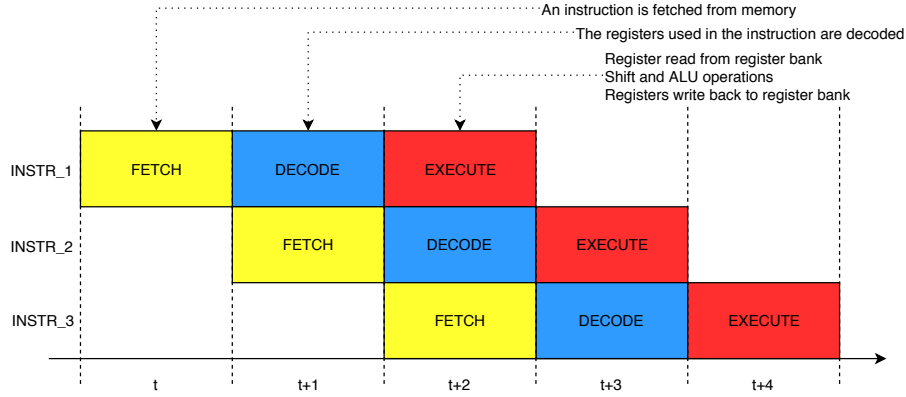 An instruction is fetched from memory
The registers used in the instruction are decoded
Register read from register bank
Shift and ALU operations
Registers write back to register bank
INSTR_1
FETCH
DECODE
EXECUTE
INSTR_2
FETCH
DECODE
EXECUTE
INSTR_3
FETCH
DECODE
EXECUTE
t
t+1
t+2
t+3
t+4